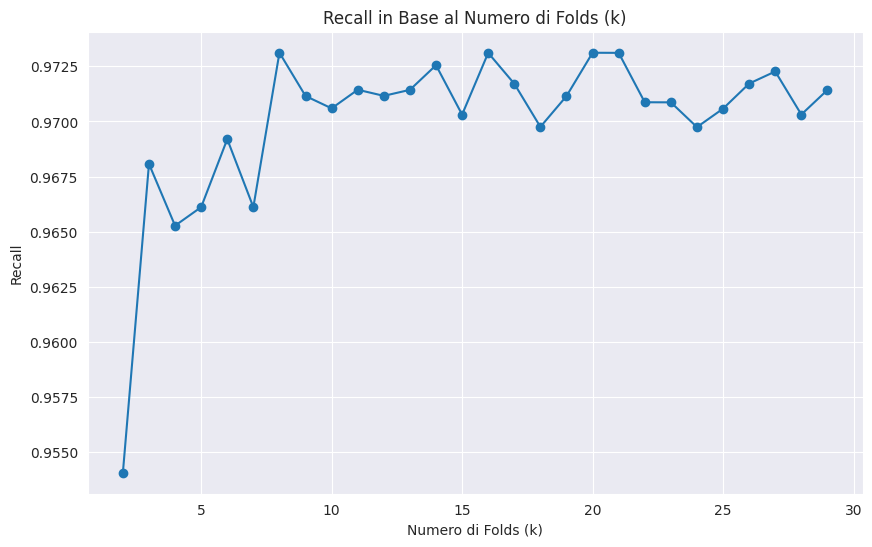 Recall in Base al Numero di Folds (k)
Recall
0.9725
0.9700
0.9675
0.9650
0.9625
0.9600
0.9575
0.9550
5 10 15 20 25 30
Numero di Folds (k)